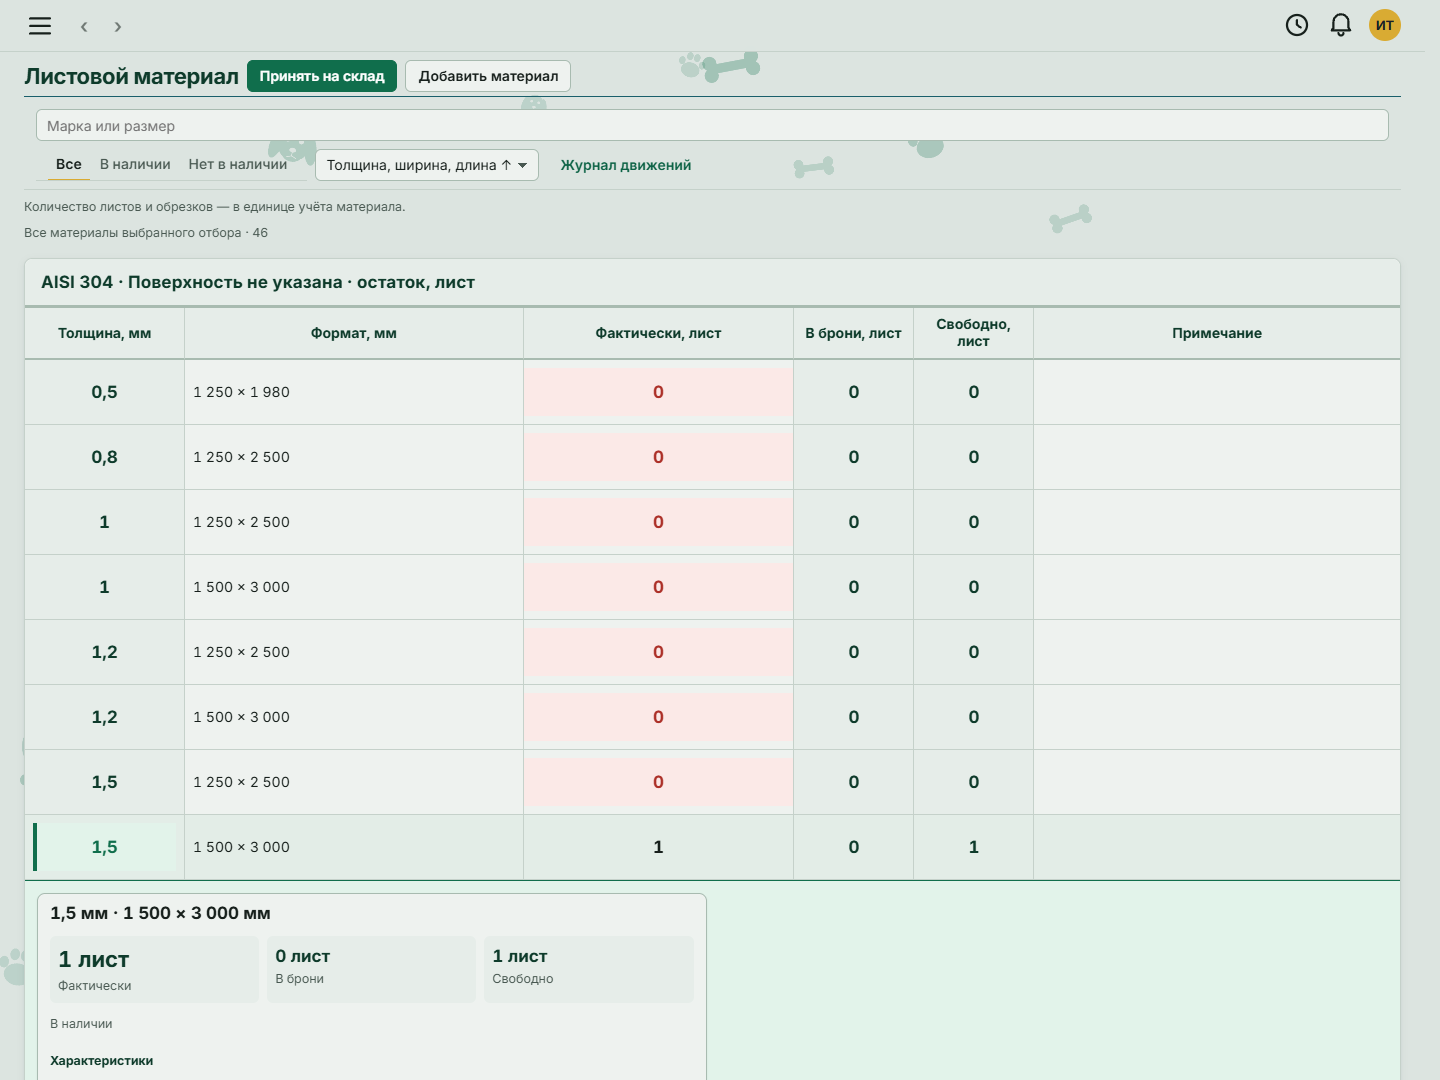 ИТ
Листовой материал
Принять на склад
Добавить материал
Марка или размер
Все
В наличии
Нет в наличии
Толщина, ширина, длина ↑
Журнал движений
Количество листов и обрезков — в единице учёта материала.
Все материалы выбранного отбора · 46
AISI 304 · Поверхность не указана · остаток, лист
Толщина, мм Формат, мм Фактически, лист В брони, лист Свободно, лист Примечание
0,5 1 250 × 1 980 0 0 0
0,8 1 250 × 2 500 0 0 0
1 1 250 × 2 500 0 0 0
1 1 500 × 3 000 0 0 0
1,2 1 250 × 2 500 0 0 0
1,2 1 500 × 3 000 0 0 0
1,5 1 250 × 2 500 0 0 0
1,5 1 500 × 3 000 1 0 1
1,5 мм · 1 500 × 3 000 мм
1 лист
Фактически
0 лист
В брони
1 лист
Свободно
В наличии
Характеристики